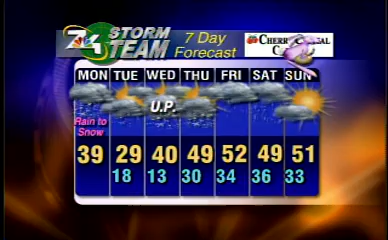 4 STORM
TEAM
7 Day
Forecast
MON TUE WED THU FRI SAT SUN
U.P.
Rain to
Snow
39 29 40 49 52 49 51
18 13 30 34 36 33